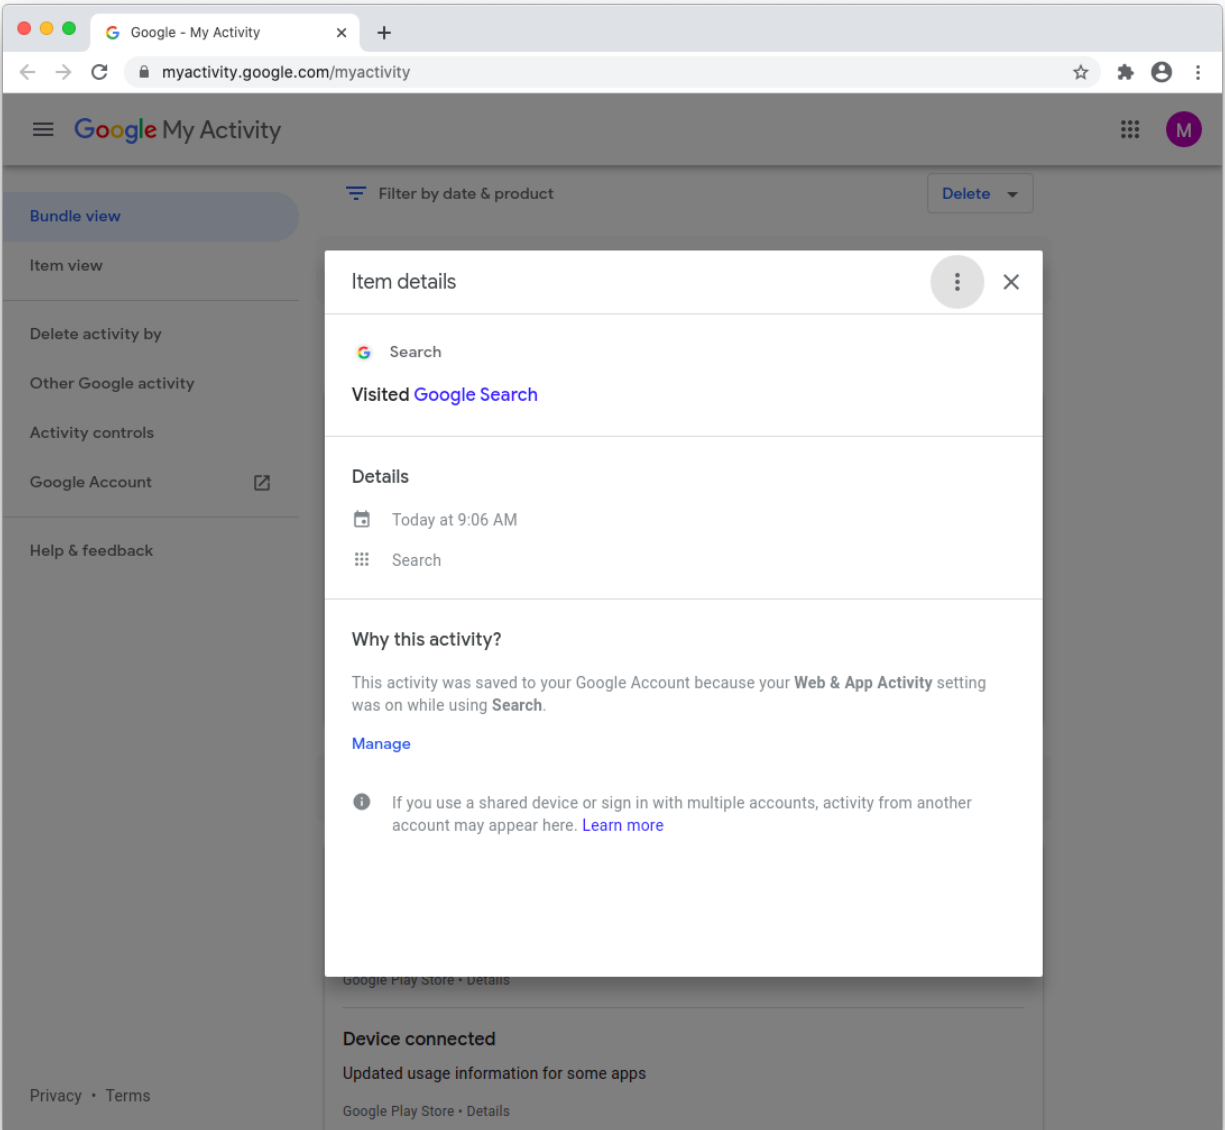 Google - My Activity
myactivity.google.com/myactivity
Google My Activity
M
Filter by date & product
Delete
Bundle view
Item view
Delete activity by
Other Google activity
Activity controls
Google Account
Help & feedback
Privacy • Terms
Item details
Search
Visited Google Search
Details
Today at 9:06 AM
Search
Why this activity?
This activity was saved to your Google Account because your Web & App Activity setting
was on while using Search.
Manage
If you use a shared device or sign in with multiple accounts, activity from another
account may appear here. Learn more
Google Play Store • Details
Device connected
Updated usage information for some apps
Google Play Store • Details